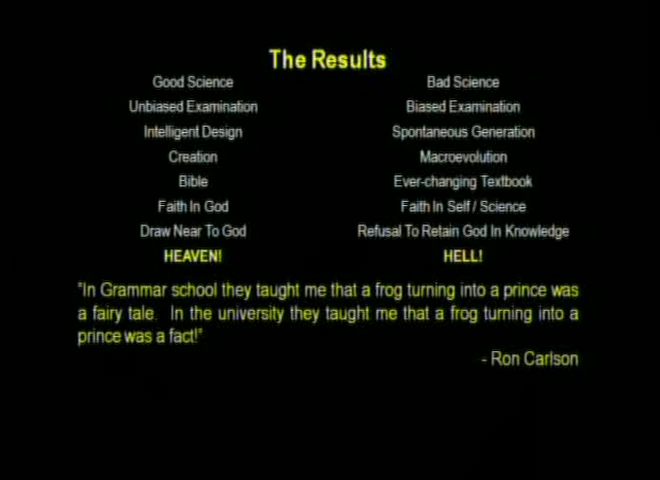 The Results
Good Science Bad Science
Unbiased Examination Biased Examination
Intelligent Design Spontaneous Generation
Creation Macroevolution
Bible Ever-changing Textbook
Faith In God Faith In Self / Science
Draw Near To God Refusal To Retain God In Knowledge
HEAVEN! HELL!
"In Grammar school they taught me that a frog turning into a prince was
a fairy tale. In the university they taught me that a frog turning into a
prince was a fact!"
- Ron Carlson